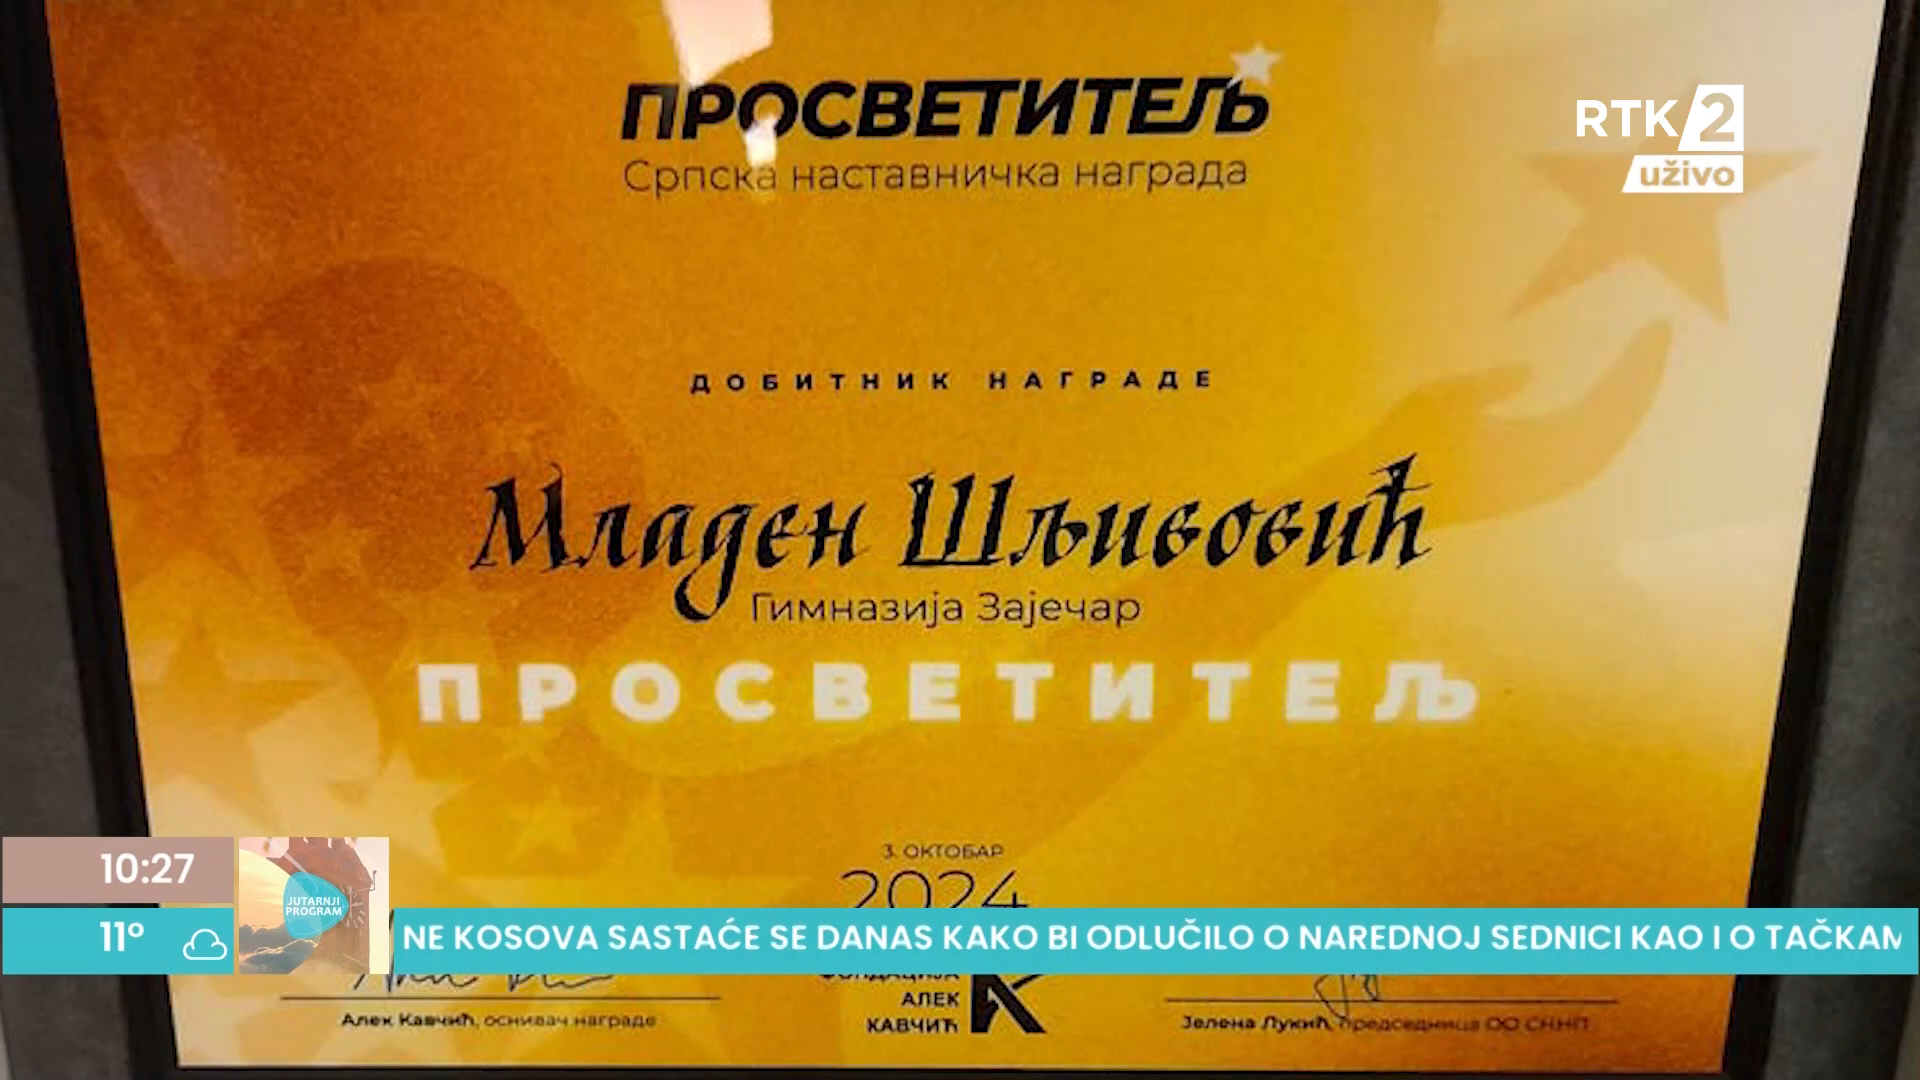 ПРОСВЕТИТЕЉ
Српска наставничка награда
RTK 2
uživo
ДОБИТНИК НАГРАДЕ
Младен Шљивовић
Гимназија Зајечар
ПРОСВЕТИТЕЉ
3. ОКТОБАР
2024
10:27
JUTARNJI
PROGRAM
11°
NE KOSOVA SASTAĆE SE DANAS KAKO BI ODLUČILO O NAREDNOJ SEDNICI KAO I O TAČKAM
ФОНДАЦИЈА
АЛЕК
КАВЧИЋ
Алек Кавчић, оснивач награде
Јелена Лукић, председница ОО СННП